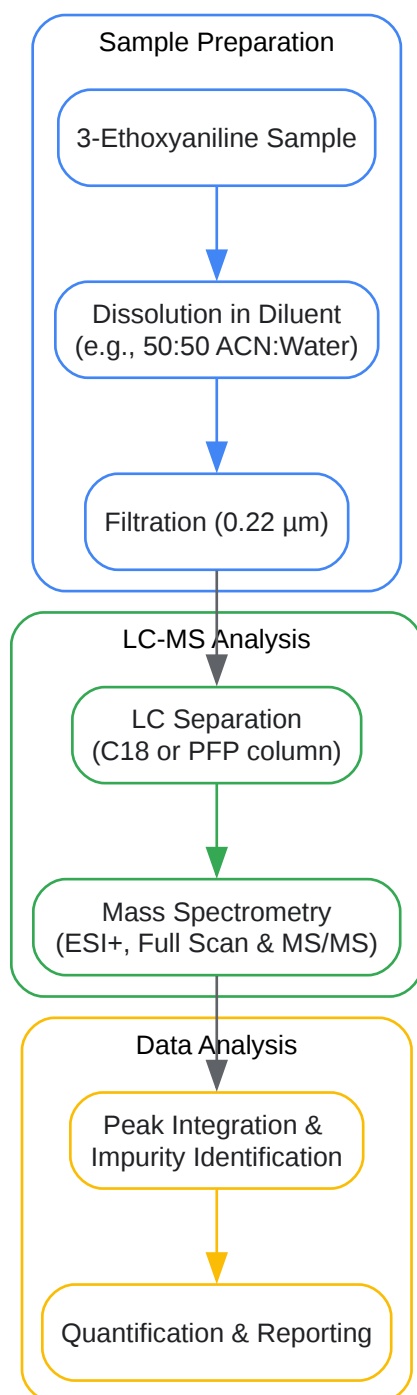 Sample Preparation
3-Ethoxyaniline Sample
Dissolution in Diluent
(e.g., 50:50 ACN:Water)
Filtration (0.22 µm)
LC-MS Analysis
LC Separation
(C18 or PFP column)
Mass Spectrometry
(ESI+, Full Scan & MS/MS)
Data Analysis
Peak Integration &
Impurity Identification
Quantification & Reporting